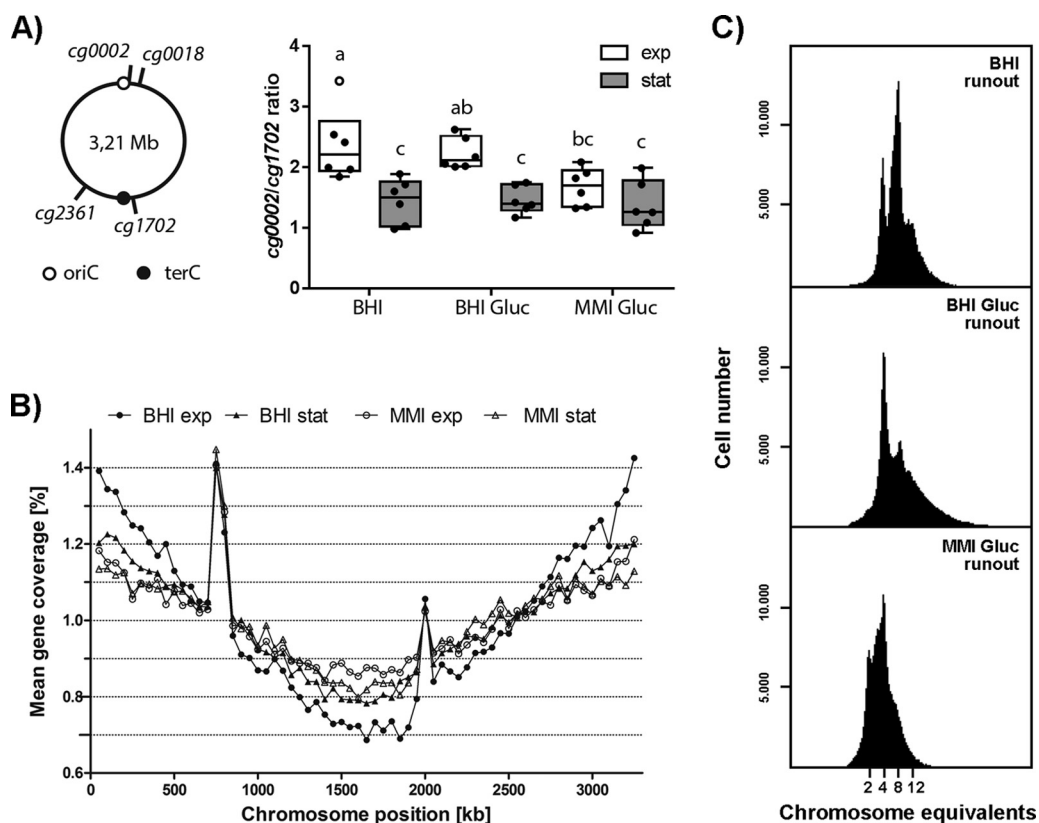 A)
cg0002
cg0018
3,21 Mb
cg2361
cg1702
oriC
terC
cg0002/cg1702 ratio
4
3
2
1
0
exp
stat
a
c
ab
c
bc
c
BHI
BHI Gluc
MMI Gluc
B)
BHI exp
BHI stat
MMI exp
MMI stat
Mean gene coverage [%]
1.4
1.2
1.0
0.8
0.6
0
500
1000
1500
2000
2500
3000
Chromosome position [kb]
C)
BHI
runout
10.000
5.000
BHI Gluc
runout
10.000
5.000
MMI Gluc
runout
10.000
5.000
Cell number
2 4 8 12
Chromosome equivalents